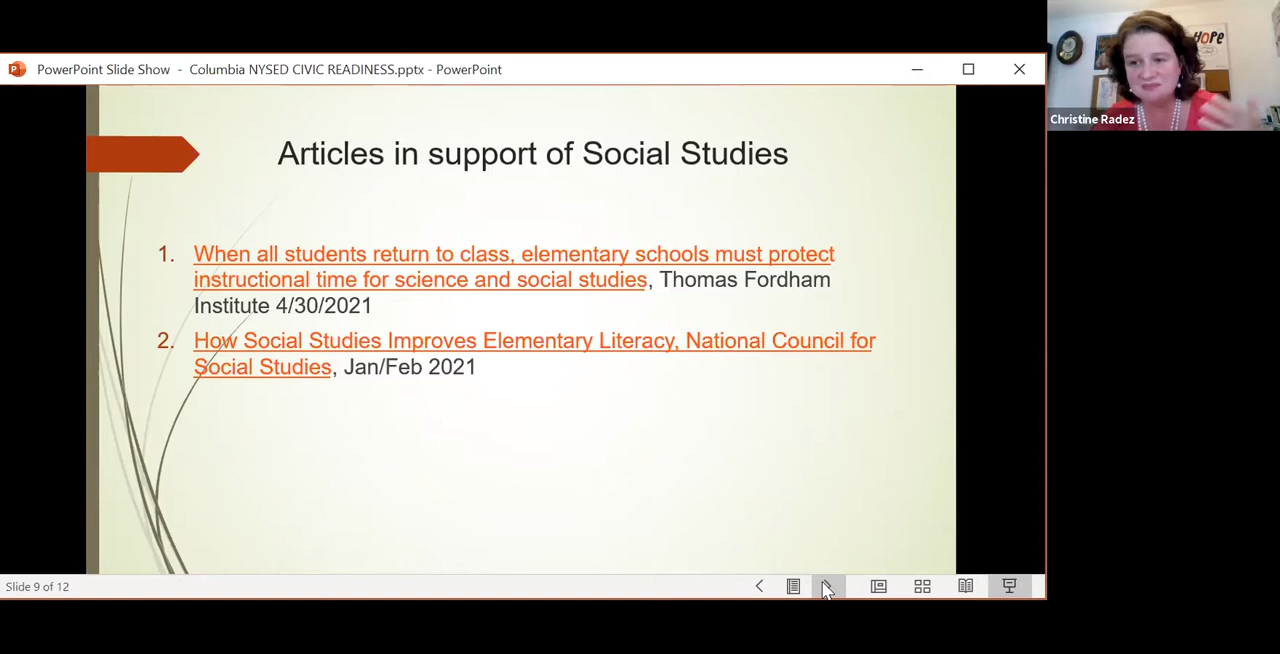 PowerPoint Slide Show - Columbia NYSED CIVIC READINESS.pptx - PowerPoint
HOPE
Christine Radez
Articles in support of Social Studies
1. When all students return to class, elementary schools must protect
instructional time for science and social studies, Thomas Fordham
Institute 4/30/2021
2. How Social Studies Improves Elementary Literacy, National Council for
Social Studies, Jan/Feb 2021
Slide 9 of 12